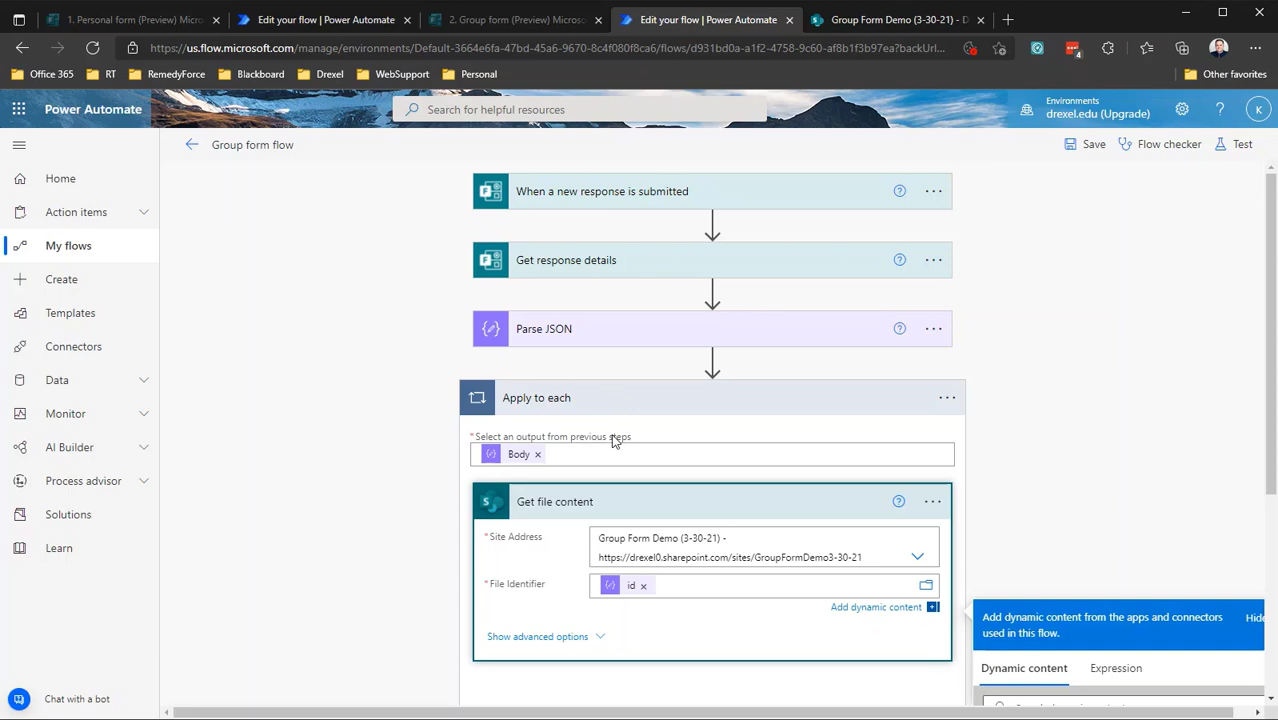 1. Personal form (Preview) Microso
Edit your flow | Power Automate
2. Group form (Preview) Microsof
Edit your flow | Power Automate
Group Form Demo (3-30-21) - D
https://us.flow.microsoft.com/manage/environments/Default-3664e6fa-47bd-45a6-9670-8c4f080f8ca6/flows/d931bd0a-a1f2-4758-9c60-af8b1f3b97ea?backUrl...
4
Office 365
RT
RemedyForce
Blackboard
Drexel
WebSupport
Personal
Other favorites
Power Automate
Search for helpful resources
Environments
drexel.edu (Upgrade)
?
K
Group form flow
Save
Flow checker
Test
Home
Action items
My flows
Create
Templates
Connectors
Data
Monitor
AI Builder
Process advisor
Solutions
Learn
Chat with a bot
When a new response is submitted
Get response details
Parse JSON
Apply to each
* Select an output from previous steps
Body
Get file content
* Site Address
Group Form Demo (3-30-21) -
https://drexel0.sharepoint.com/sites/GroupFormDemo3-30-21
* File Identifier
id
Add dynamic content
Show advanced options
Add dynamic content from the apps and connectors
used in this flow.
Hide
Dynamic content
Expression